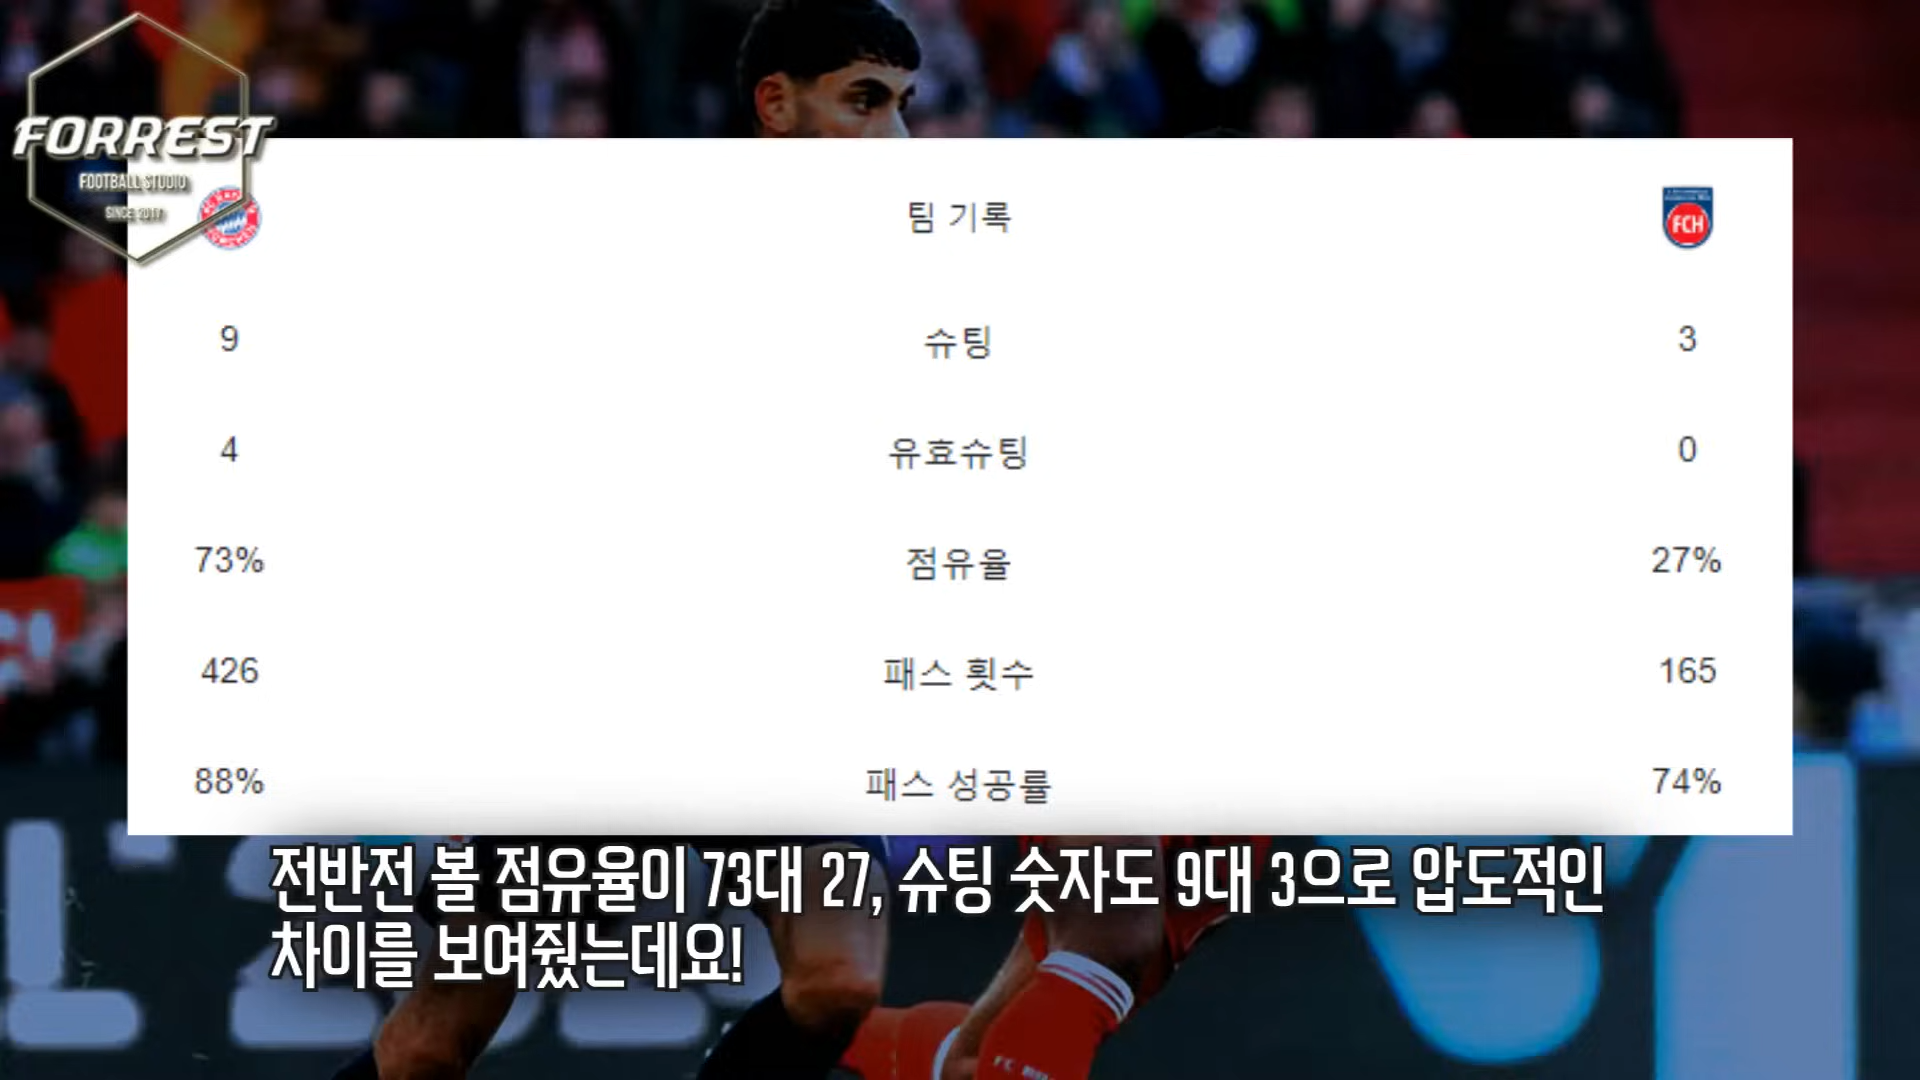 FORREST
FOOTBALL STUDIO
SINCE 2017
팀 기록
FCH
9 슈팅 3
4 유효슈팅 0
73% 점유율 27%
426 패스 횟수 165
88% 패스 성공률 74%
전반전 볼 점유율이 73대 27, 슈팅 숫자도 9대 3으로 압도적인
차이를 보여줬는데요!